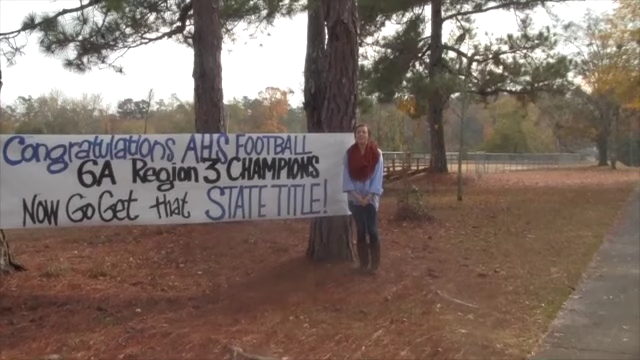 Congratulations AHS FOOTBALL
6A Region 3 CHAMPIONS
Now Go Get that STATE TITLE!